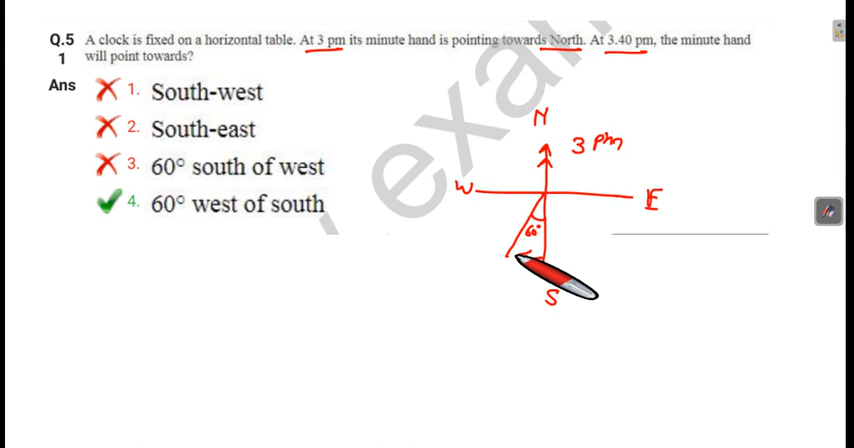 Q.5 A clock is fixed on a horizontal table. At 3 pm its minute hand is pointing towards North. At 3.40 pm, the minute hand
1 will point towards?
Ans
1. South-west
2. South-east
3. 60° south of west
4. 60° west of south
exam
N
3 Pm
W
E
60°
S